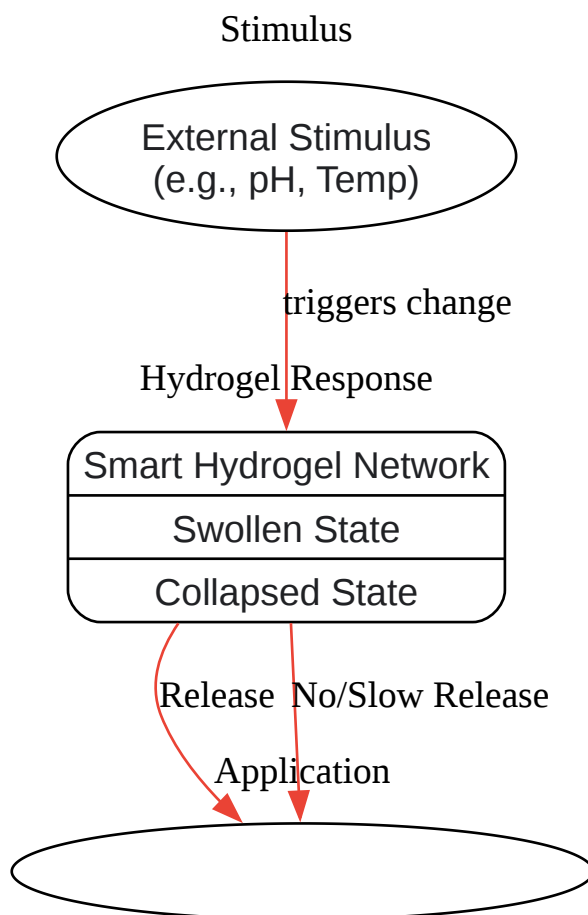 Stimulus
External Stimulus
(e.g., pH, Temp)
triggers change
Hydrogel Response
Smart Hydrogel Network
Swollen State
Collapsed State
Release
No/Slow Release
Application